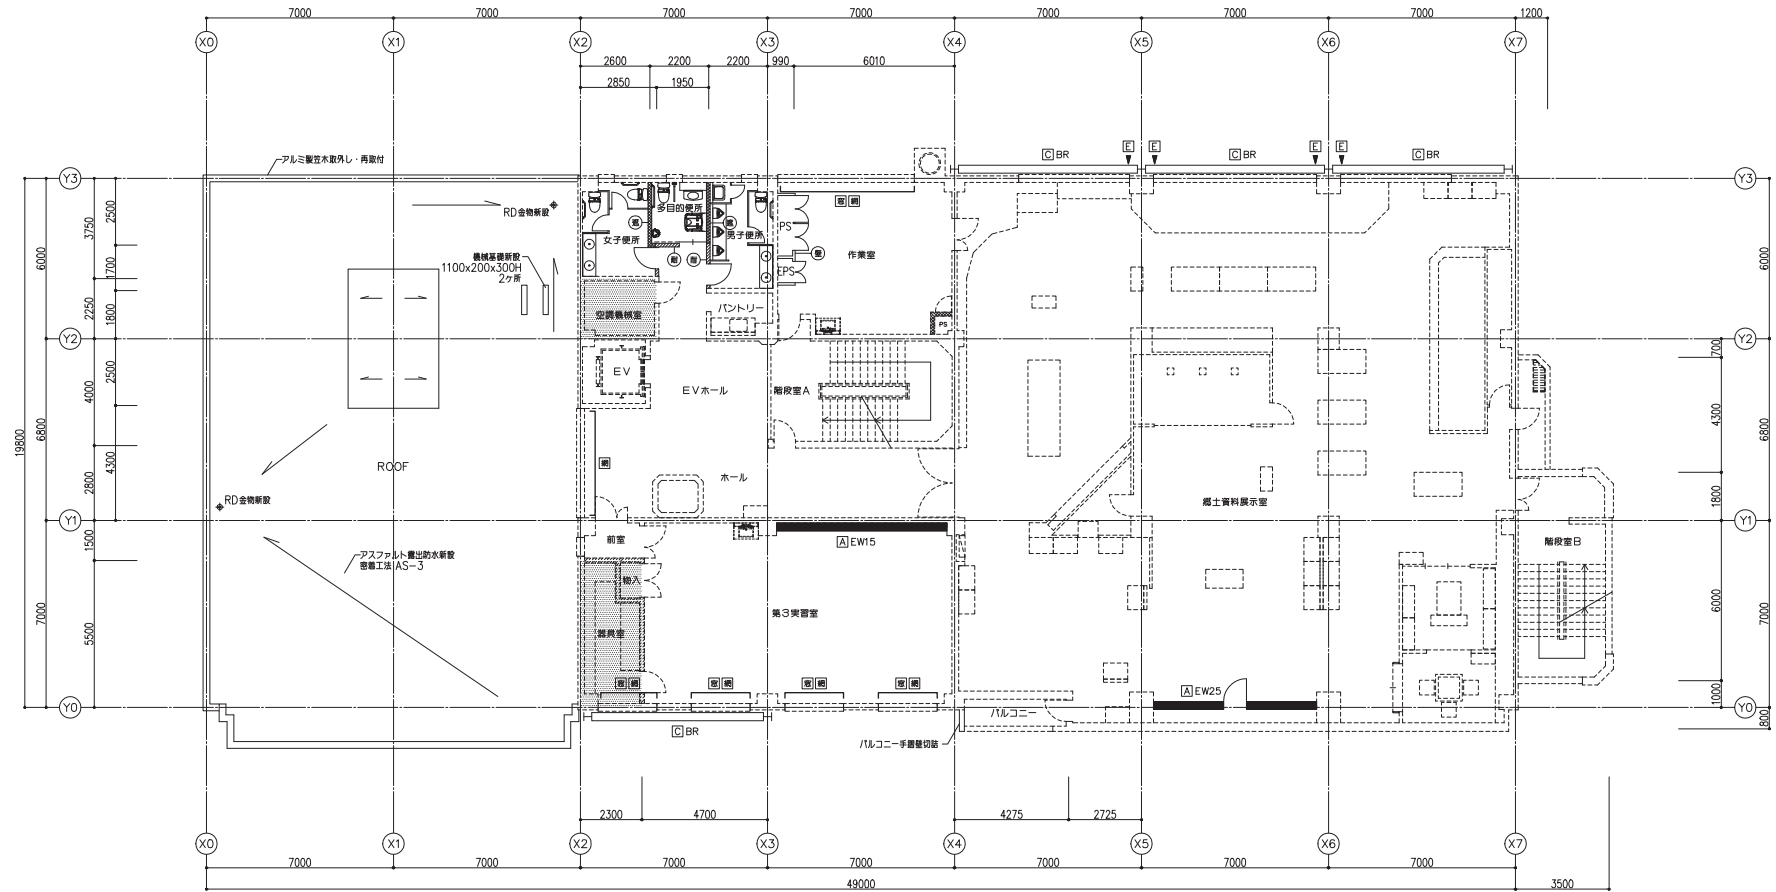 7000 7000 7000 7000 7000 7000 7000 1200
X0 X1 X2 X3 X4 X5 X6 X7
2600 2200 2200 990 6010
2850 1950
アルミ製笠木取外し・再取付
C BR E E C BR E E C BR
Y3 Y3
2500
3750
6000
1700
2250
1800
RD金物新設
機械基礎新設
1100x200x300H
2ヶ所
女子便所
多目的便所
男子便所
PS
EPS
作業室
PS
空調機械室
パントリー
6000
Y2 Y2
2500
4000
6800
19800
4300
2800
EV
EVホール
階段室A
700
4300
6800
1800
ROOF
RD金物新設
ホール
郷土資料展示室
Y1 Y1
1500
7000
5500
アスファルト露出防水新設
密着工法 AS-3
前室
物入
器具室
A EW15
第3実習室
階段室B
6000
7000
1000
A EW25
Y0 Y0
800
C BR
バルコニー
バルコニー手摺壁切詰
2300 4700 4275 2725
X0 X1 X2 X3 X4 X5 X6 X7
7000 7000 7000 7000 7000 7000 7000
49000 3500